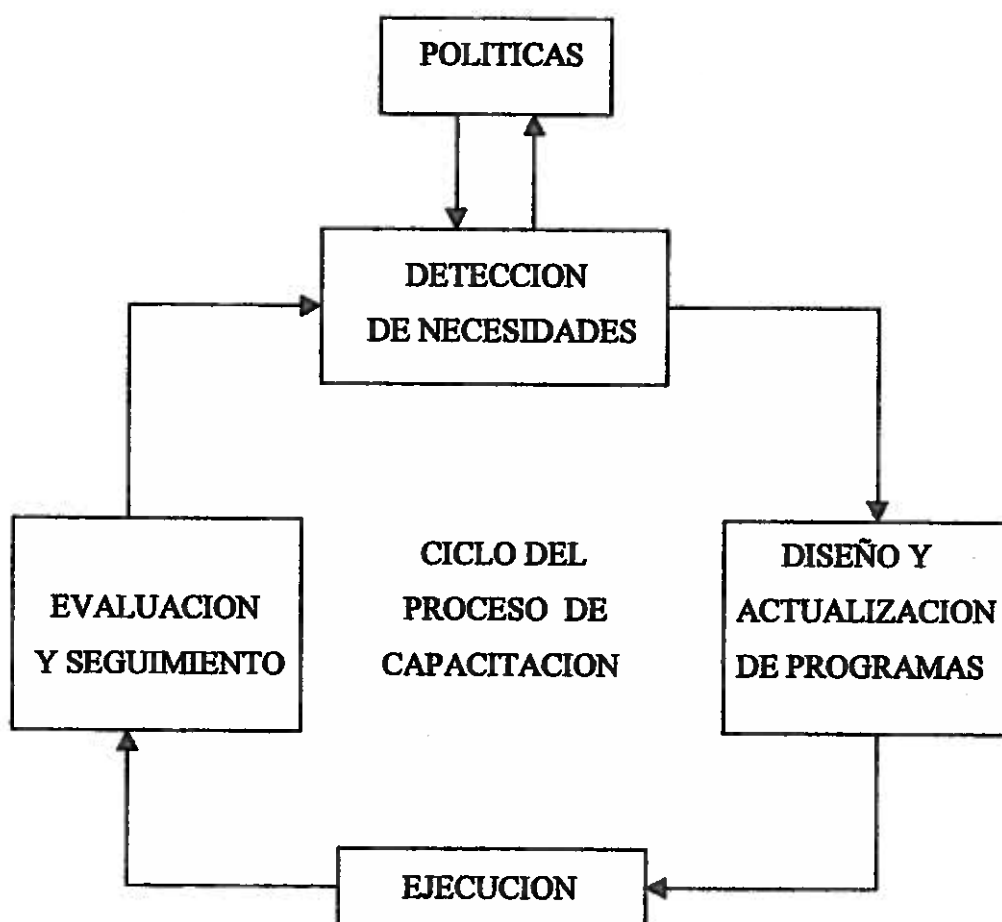 POLITICAS
DETECCION
DE NECESIDADES
CICLO DEL
PROCESO DE
CAPACITACION
DISEÑO Y
ACTUALIZACION
DE PROGRAMAS
EVALUACION
Y SEGUIMIENTO
EJECUCION